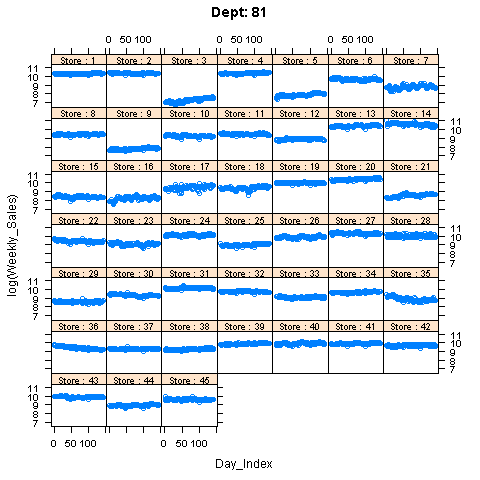 Dept: 81
0 50 100 0 50 100 0 50 100
Store : 1 Store : 2 Store : 3 Store : 4 Store : 5 Store : 6 Store : 7
11
10
9
8
7
Store : 8 Store : 9 Store : 10 Store : 11 Store : 12 Store : 13 Store : 14
11
10
9
8
7
Store : 15 Store : 16 Store : 17 Store : 18 Store : 19 Store : 20 Store : 21
11
10
9
8
7
Store : 22 Store : 23 Store : 24 Store : 25 Store : 26 Store : 27 Store : 28
11
10
9
8
7
Store : 29 Store : 30 Store : 31 Store : 32 Store : 33 Store : 34 Store : 35
11
10
9
8
7
Store : 36 Store : 37 Store : 38 Store : 39 Store : 40 Store : 41 Store : 42
11
10
9
8
7
Store : 43 Store : 44 Store : 45
11
10
9
8
7
0 50 100 0 50 100
log(Weekly_Sales)
Day_Index